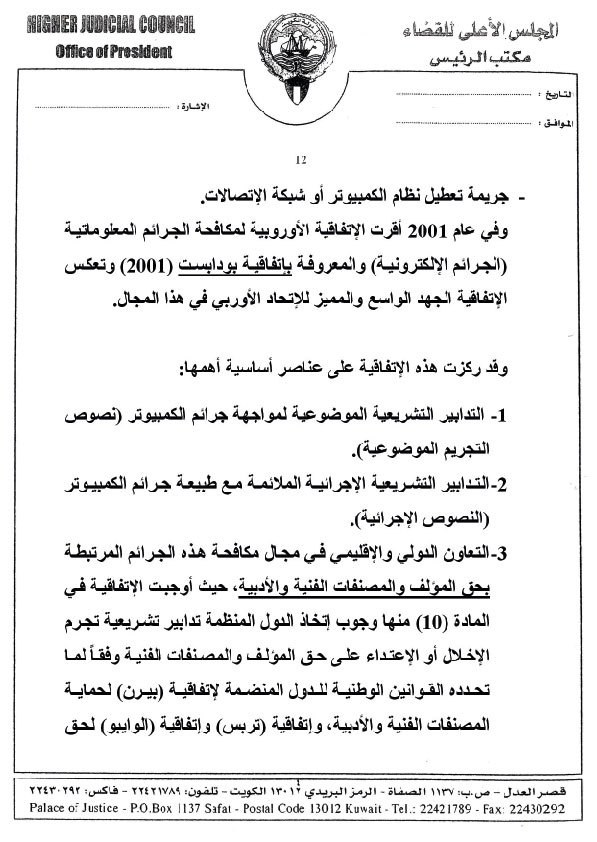 HIGHER JUDICIAL COUNCIL
Office of President
المجلس الأعلى للقضاء
مكتب الرئيس
التاريخ :
الموافق :
الإشارة :
12
- جريمة تعطيل نظام الكمبيوتر أو شبكة الإتصالات.
وفي عام 2001 أقرت الإتفاقية الأوروبية لمكافحة الجرائم المعلوماتية
(الجرائم الإلكترونية) والمعروفة بإتفاقية بودابست (2001) وتعكس
الإتفاقية الجهد الواسع والمميز للإتحاد الأوربي في هذا المجال.
وقد ركزت هذه الإتفاقية على عناصر أساسية أهمها:
1- التدابير التشريعية الموضوعية لمواجهة جرائم الكمبيوتر (نصوص
التجريم الموضوعية).
2-التدابير التشريعية الإجرائية الملائمة مع طبيعة جرائم الكمبيوتر
(النصوص الإجرائية).
3-التعاون الدولي والإقليمي في مجال مكافحة هذه الجرائم المرتبطة
بحق المؤلف والمصنفات الفنية والأدبية، حيث أوجبت الإتفاقية في
المادة (10) منها وجوب إتخاذ الدول المنظمة تدابير تشريعية تجرم
الإخلال أو الإعتداء على حق المؤلف والمصنفات الفنية وفقاً لما
تحدده القوانين الوطنية للدول المنضمة لإتفاقية (بيرن) لحماية
المصنفات الفنية والأدبية، وإتفاقية (تربس) وإتفاقية (الوايبو) لحق
قصر العدل - ص.ب: ١١٣٧ الصفاة - الرمز البريدي ١٣٠١٢ الكويت - تلفون: ٢٢٤٢١٧٨٩ - فاكس: ٢٢٤٣٠٢٩٢
Palace of Justice - P.O.Box 1137 Safat - Postal Code 13012 Kuwait - Tel.: 22421789 - Fax: 22430292